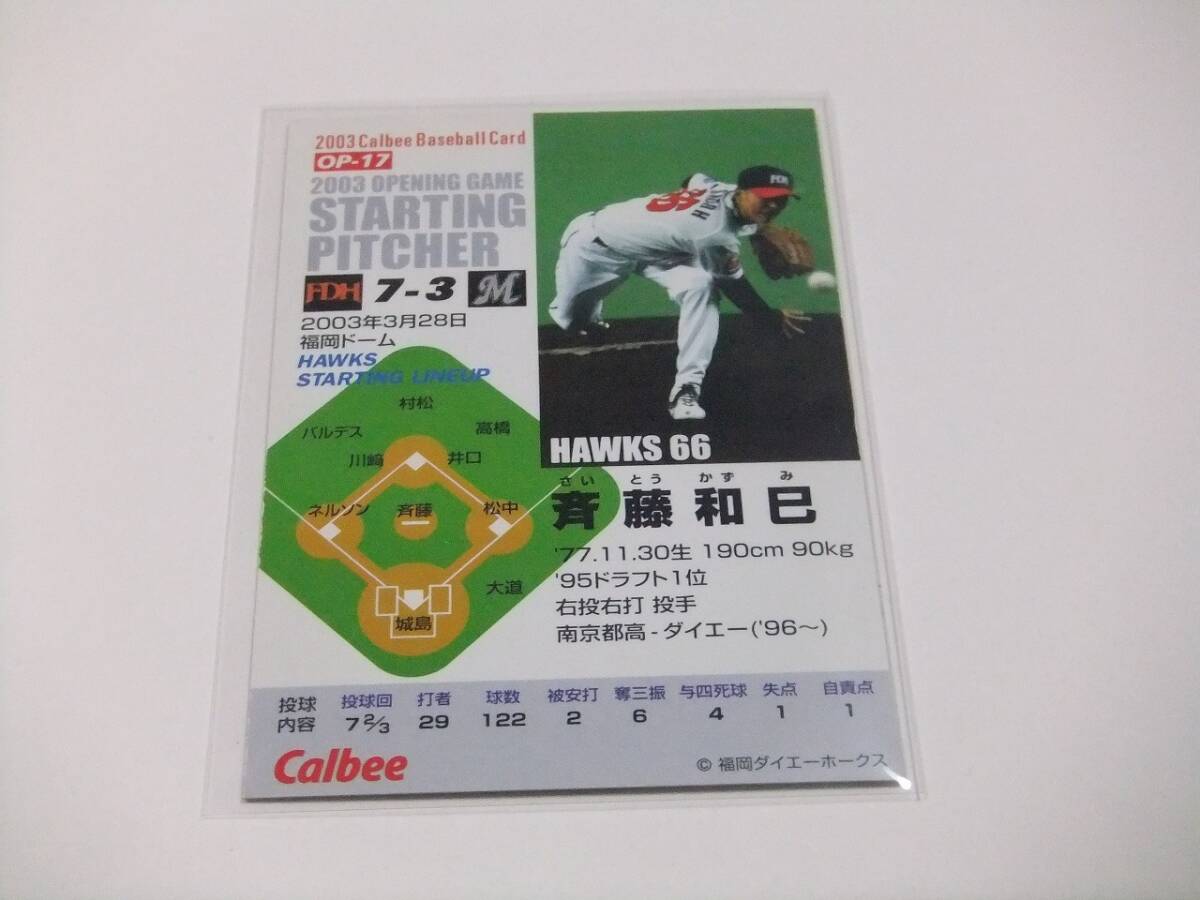 2003 Calbee Baseball Card
OP-17
2003 OPENING GAME
STARTING
PITCHER
FDH 7-3 M
2003年3月28日
福岡ドーム
HAWKS
STARTING LINEUP
村松
バルデス 高橋
川﨑 井口
ネルソン 斉藤 松中
大道
城島
HAWKS 66
さい とう かず み
斉藤和巳
'77.11.30生 190cm 90kg
'95ドラフト1位
右投右打 投手
南京都高-ダイエー('96〜)
投球内容 投球回 打者 球数 被安打 奪三振 与四死球 失点 自責点
7 2/3 29 122 2 6 4 1 1
Calbee
© 福岡ダイエーホークス